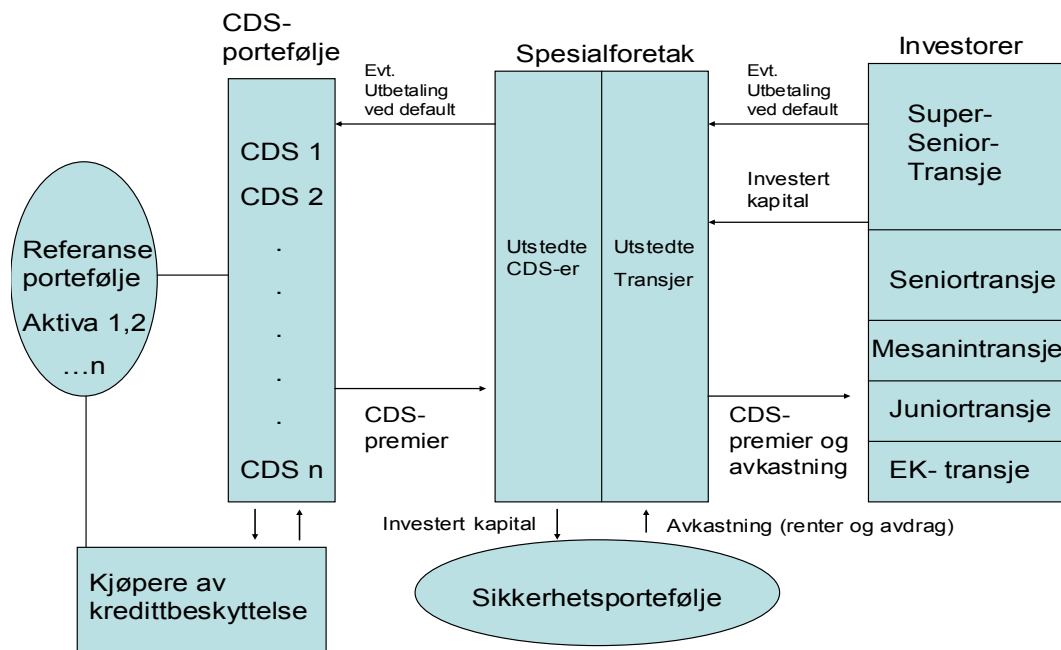 CDS-
portefølje
Spesialforetak
Investorer
Evt.
Utbetaling
ved default
Evt.
Utbetaling
ved default
CDS 1
CDS 2
.
.
.
.
.
.
CDS n
Super-
Senior-
Transje
Investert
kapital
Referanse
portefølje
Aktiva 1,2
…n
Utstedte
CDS-er
Utstedte
Transjer
Seniortransje
Mesanintransje
Juniortransje
EK- transje
CDS-
premier
CDS-
premier og
avkastning
Investert kapital
Avkastning (renter og avdrag)
Kjøpere av
kredittbeskyttelse
Sikkerhetsportefølje